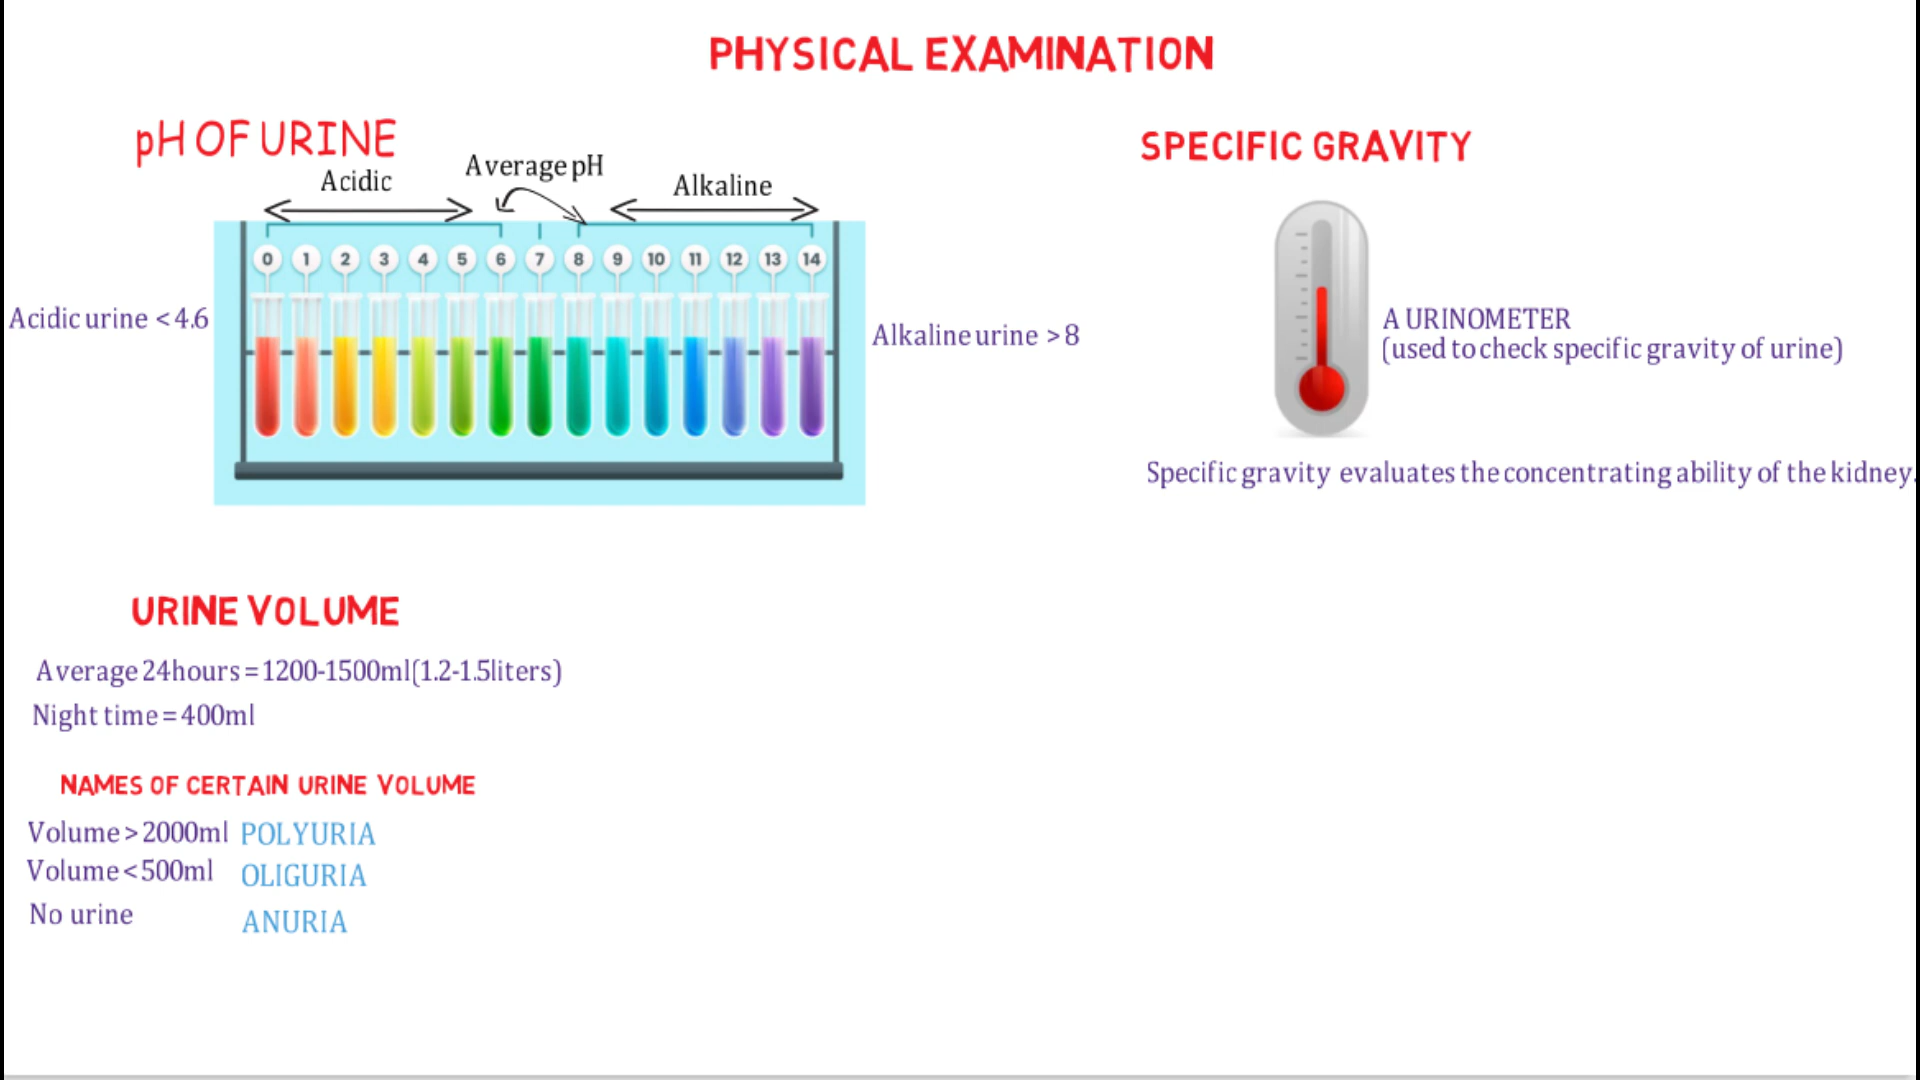 PHYSICAL EXAMINATION
pH OF URINE
Acidic
Average pH
Alkaline
0 1 2 3 4 5 6 7 8 9 10 11 12 13 14
Acidic urine < 4.6
Alkaline urine > 8
SPECIFIC GRAVITY
A URINOMETER
(used to check specific gravity of urine)
Specific gravity evaluates the concentrating ability of the kidney.
URINE VOLUME
Average 24hours = 1200-1500ml(1.2-1.5liters)
Night time = 400ml
NAMES OF CERTAIN URINE VOLUME
Volume > 2000ml POLYURIA
Volume < 500ml OLIGURIA
No urine ANURIA